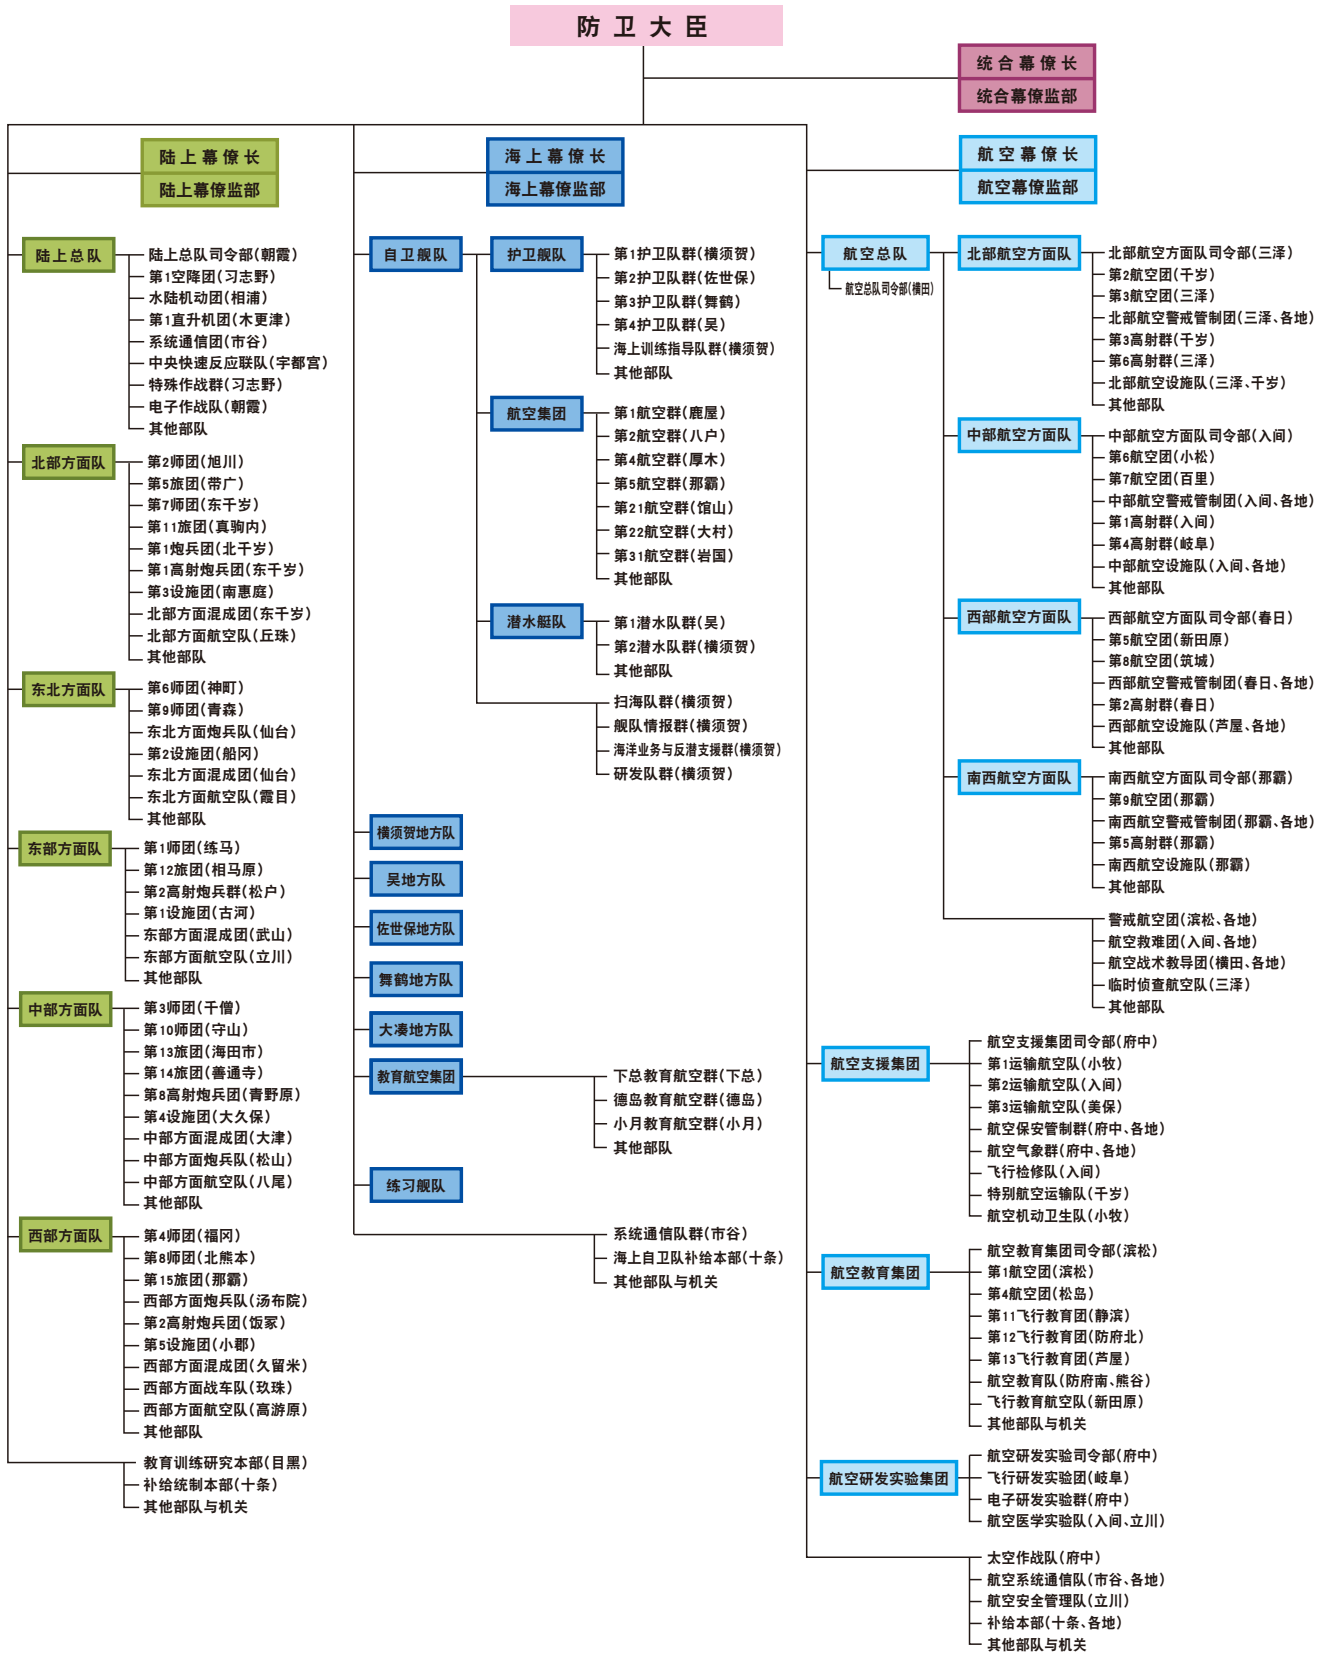 防卫大臣
统合幕僚长
统合幕僚监部
陆上幕僚长
陆上幕僚监部
陆上总队
陆上总队司令部(朝霞)
第1空降团(习志野)
水陆机动团(相浦)
第1直升机团(木更津)
系统通信团(市谷)
中央快速反应联队(宇都宫)
特殊作战群(习志野)
电子作战队(朝霞)
其他部队
北部方面队
第2师团(旭川)
第5旅团(带广)
第7师团(东千岁)
第11旅团(真驹内)
第1炮兵团(北千岁)
第1高射炮兵团(东千岁)
第3设施团(南惠庭)
北部方面混成团(东千岁)
北部方面航空队(丘珠)
其他部队
东北方面队
第6师团(神町)
第9师团(青森)
东北方面炮兵队(仙台)
第2设施团(船冈)
东北方面混成团(仙台)
东北方面航空队(霞目)
其他部队
东部方面队
第1师团(练马)
第12旅团(相马原)
第2高射炮兵群(松户)
第1设施团(古河)
东部方面混成团(武山)
东部方面航空队(立川)
其他部队
中部方面队
第3师团(千僧)
第10师团(守山)
第13旅团(海田市)
第14旅团(善通寺)
第8高射炮兵团(青野原)
第4设施团(大久保)
中部方面混成团(大津)
中部方面炮兵队(松山)
中部方面航空队(八尾)
其他部队
西部方面队
第4师团(福冈)
第8师团(北熊本)
第15旅团(那霸)
西部方面炮兵队(汤布院)
第2高射炮兵团(饭冢)
第5设施团(小郡)
西部方面混成团(久留米)
西部方面战车队(玖珠)
西部方面航空队(高游原)
其他部队
教育训练研究本部(目黑)
补给统制本部(十条)
其他部队与机关
海上幕僚长
海上幕僚监部
自卫舰队
护卫舰队
第1护卫队群(横须贺)
第2护卫队群(佐世保)
第3护卫队群(舞鹤)
第4护卫队群(吴)
海上训练指导队群(横须贺)
其他部队
航空集团
第1航空群(鹿屋)
第2航空群(八户)
第4航空群(厚木)
第5航空群(那霸)
第21航空群(馆山)
第22航空群(大村)
第31航空群(岩国)
其他部队
潜水艇队
第1潜水队群(吴)
第2潜水队群(横须贺)
其他部队
扫海队群(横须贺)
舰队情报群(横须贺)
海洋业务与反潜支援群(横须贺)
研发队群(横须贺)
横须贺地方队
吴地方队
佐世保地方队
舞鹤地方队
大凑地方队
教育航空集团
下总教育航空群(下总)
德岛教育航空群(德岛)
小月教育航空群(小月)
其他部队
练习舰队
系统通信队群(市谷)
海上自卫队补给本部(十条)
其他部队与机关
航空幕僚长
航空幕僚监部
航空总队
航空总队司令部(横田)
北部航空方面队
北部航空方面队司令部(三泽)
第2航空团(千岁)
第3航空团(三泽)
北部航空警戒管制团(三泽、各地)
第3高射群(千岁)
第6高射群(三泽)
北部航空设施队(三泽、千岁)
其他部队
中部航空方面队
中部航空方面队司令部(入间)
第6航空团(小松)
第7航空团(百里)
中部航空警戒管制团(入间、各地)
第1高射群(入间)
第4高射群(岐阜)
中部航空设施队(入间、各地)
其他部队
西部航空方面队
西部航空方面队司令部(春日)
第5航空团(新田原)
第8航空团(筑城)
西部航空警戒管制团(春日、各地)
第2高射群(春日)
西部航空设施队(芦屋、各地)
其他部队
南西航空方面队
南西航空方面队司令部(那霸)
第9航空团(那霸)
南西航空警戒管制团(那霸、各地)
第5高射群(那霸)
南西航空设施队(那霸)
其他部队
警戒航空团(滨松、各地)
航空救难团(入间、各地)
航空战术教导团(横田、各地)
临时侦查航空队(三泽)
其他部队
航空支援集团
航空支援集团司令部(府中)
第1运输航空队(小牧)
第2运输航空队(入间)
第3运输航空队(美保)
航空保安管制群(府中、各地)
航空气象群(府中、各地)
飞行检修队(入间)
特别航空运输队(千岁)
航空机动卫生队(小牧)
航空教育集团
航空教育集团司令部(滨松)
第1航空团(滨松)
第4航空团(松岛)
第11飞行教育团(静滨)
第12飞行教育团(防府北)
第13飞行教育团(芦屋)
航空教育队(防府南、熊谷)
飞行教育航空队(新田原)
其他部队与机关
航空研发实验集团
航空研发实验司令部(府中)
飞行研发实验团(岐阜)
电子研发实验群(府中)
航空医学实验队(入间、立川)
太空作战队(府中)
航空系统通信队(市谷、各地)
航空安全管理队(立川)
补给本部(十条、各地)
其他部队与机关